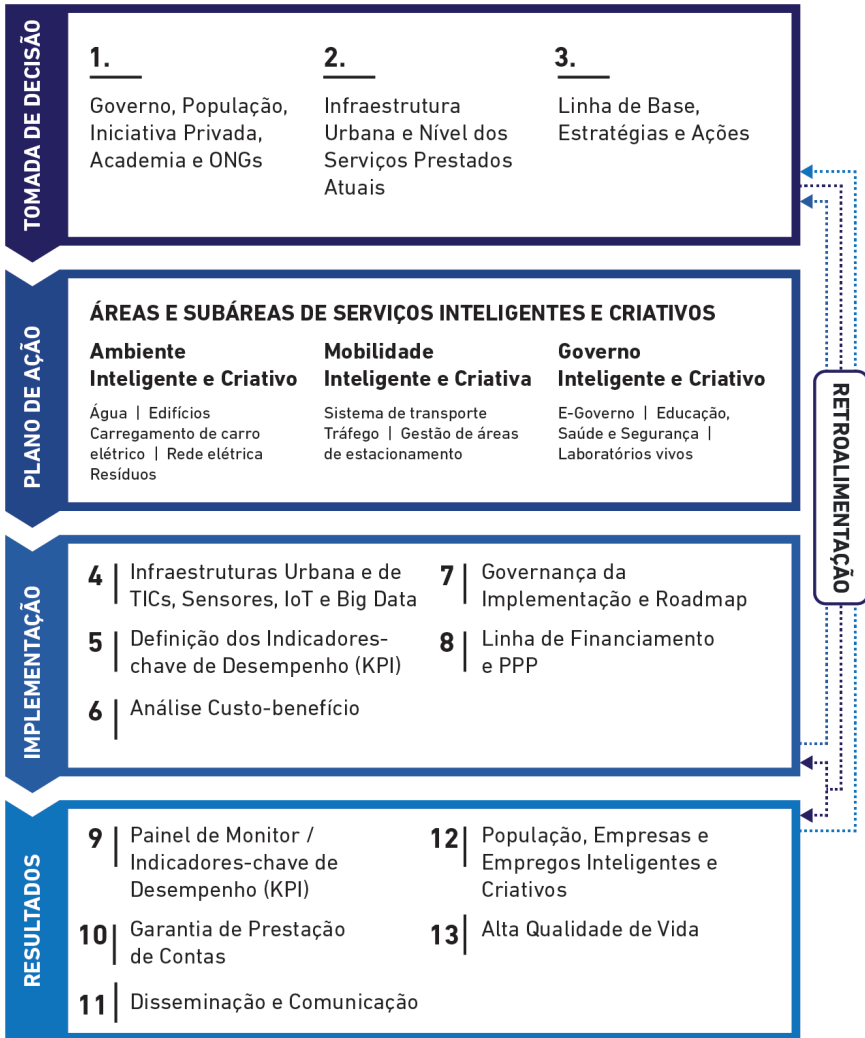 TOMADA DE DECISÃO
1.
Governo, População,
Iniciativa Privada,
Academia e ONGs
2.
Infraestrutura
Urbana e Nível dos
Serviços Prestados
Atuais
3.
Linha de Base,
Estratégias e Ações
PLANO DE AÇÃO
ÁREAS E SUBÁREAS DE SERVIÇOS INTELIGENTES E CRIATIVOS
Ambiente
Inteligente e Criativo
Água | Edifícios
Carregamento de carro
elétrico | Rede elétrica
Resíduos
Mobilidade
Inteligente e Criativa
Sistema de transporte
Tráfego | Gestão de áreas
de estacionamento
Governo
Inteligente e Criativo
E-Governo | Educação,
Saúde e Segurança |
Laboratórios vivos
IMPLEMENTAÇÃO
4 | Infraestruturas Urbana e de
TICs, Sensores, IoT e Big Data
5 | Definição dos Indicadores-
chave de Desempenho (KPI)
6 | Análise Custo-benefício
7 | Governança da
Implementação e Roadmap
8 | Linha de Financiamento
e PPP
RESULTADOS
9 | Painel de Monitor /
Indicadores-chave de
Desempenho (KPI)
10 | Garantia de Prestação
de Contas
11 | Disseminação e Comunicação
12 | População, Empresas e
Empregos Inteligentes e
Criativos
13 | Alta Qualidade de Vida
RETROALIMENTAÇÃO